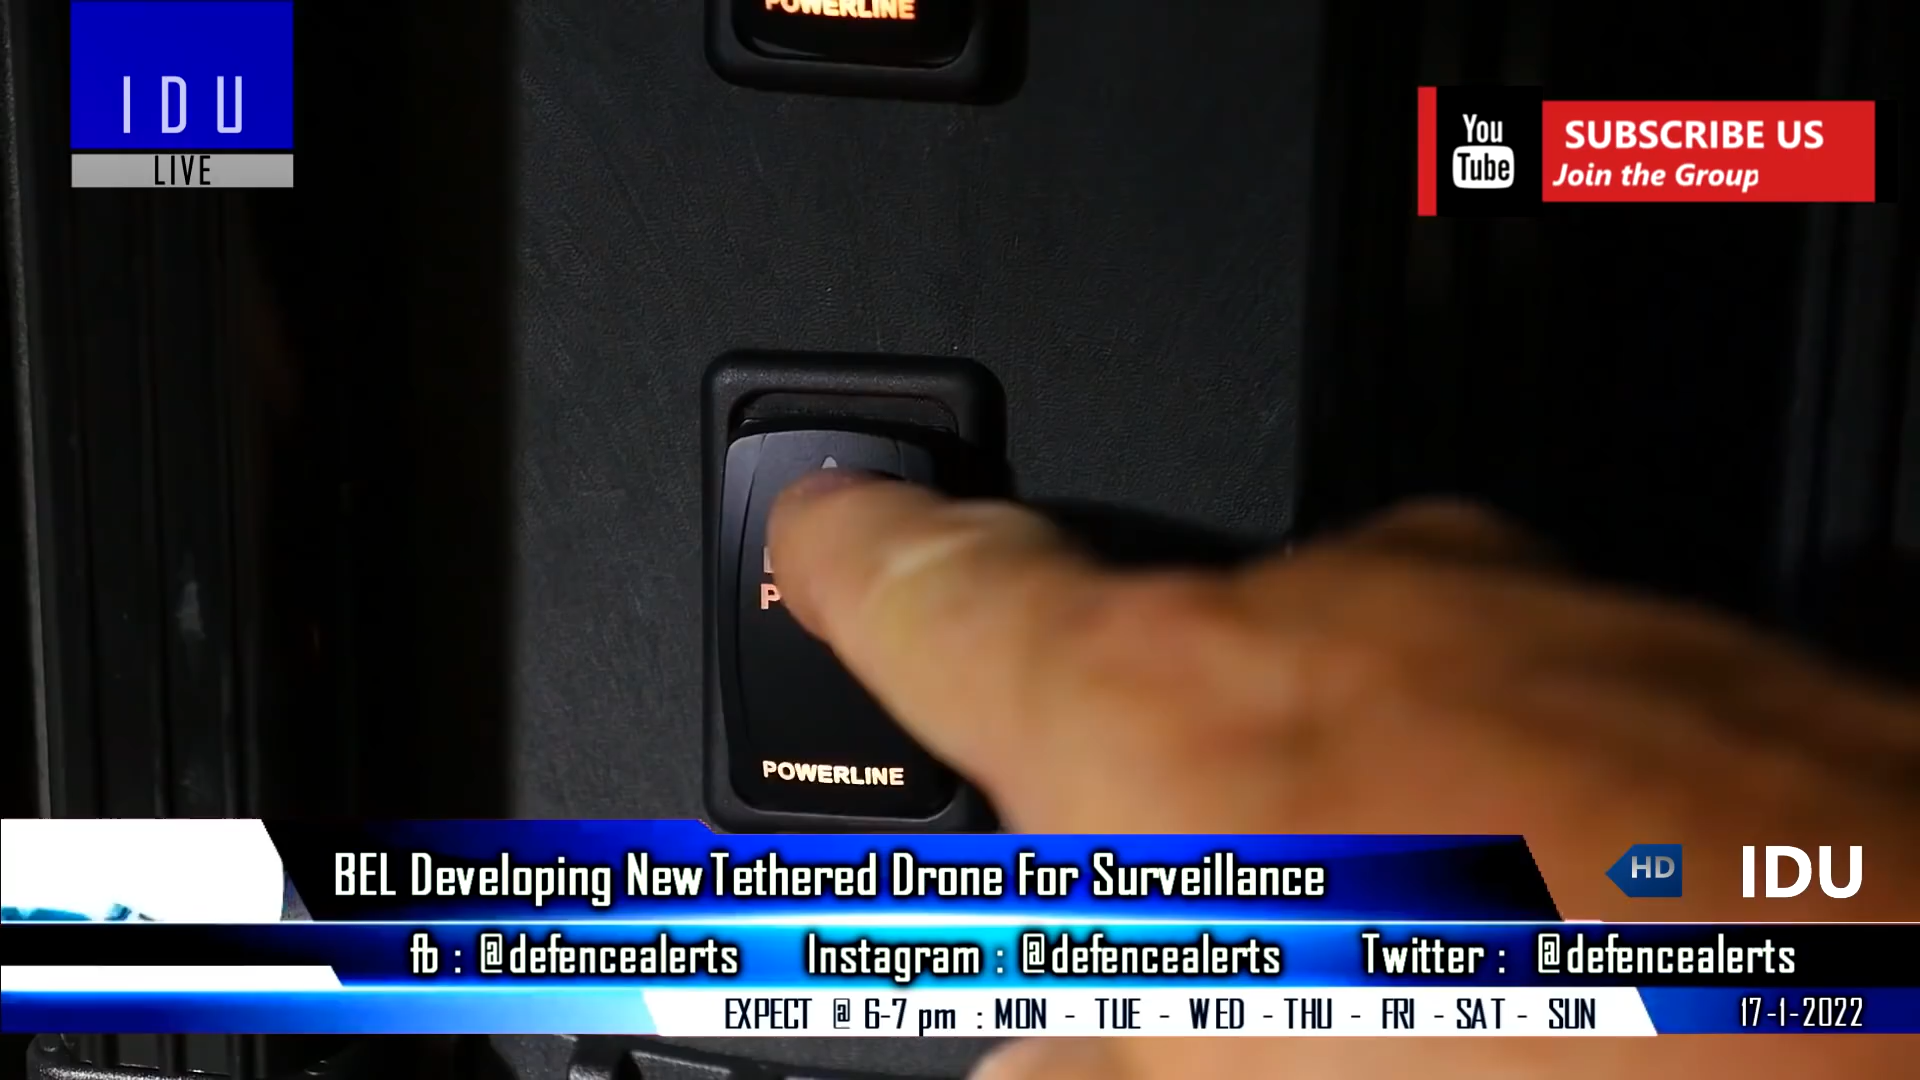 POWERLINE
IDU
LIVE
You
Tube
SUBSCRIBE US
Join the Group
POWERLINE
BEL Developing New Tethered Drone For Surveillance
HD
IDU
fb : @defencealerts Instagram : @defencealerts Twitter : @defencealerts
EXPECT @ 6-7 pm : MON - TUE - WED - THU - FRI - SAT - SUN
17-1-2022